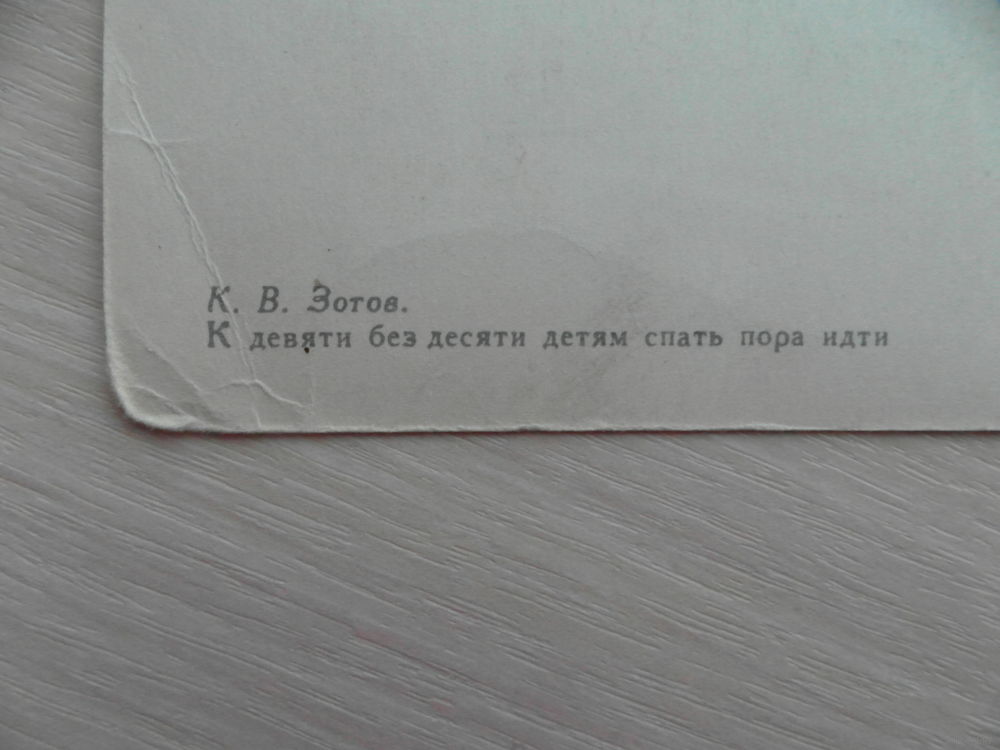 К. В. Зотов.
К девяти без десяти детям спать пора идти